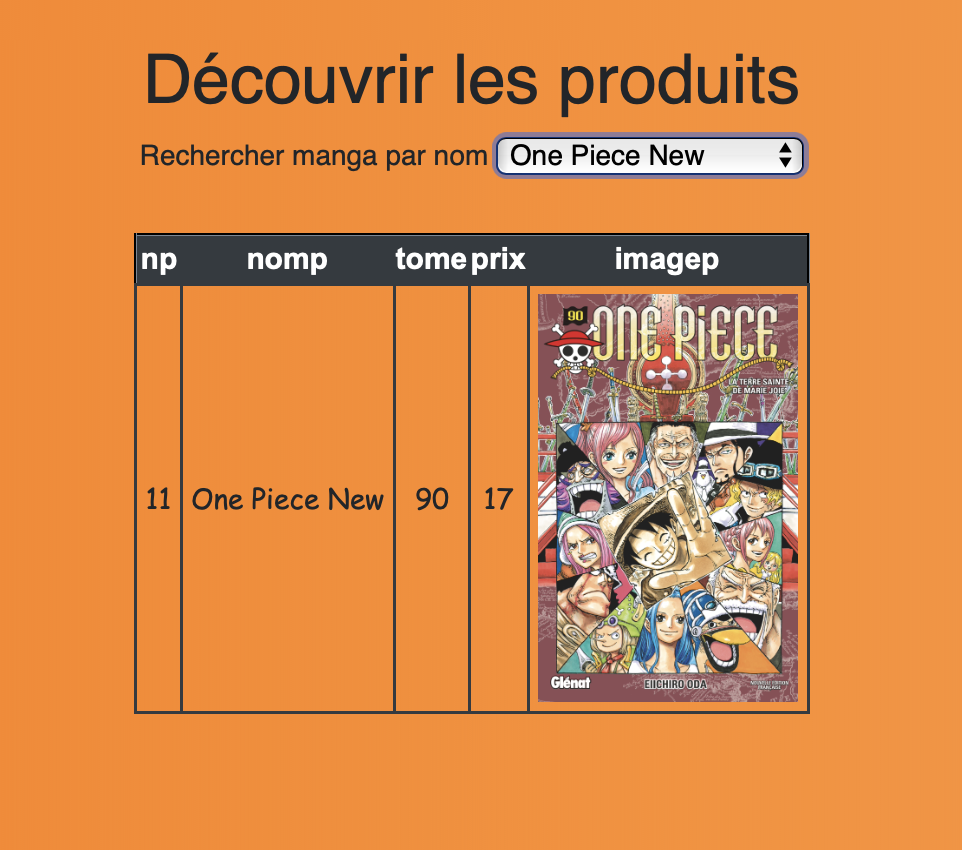 Découvrir les produits
Rechercher manga par nom One Piece New
np nomp tome prix imagep
90
ONE PIECE
LA TERRE SAINTE
DE MARIE JOIE
11 One Piece New 90 17
Glénat EIICHIRO ODA NOUVELLE ÉDITION
FRANÇAISE